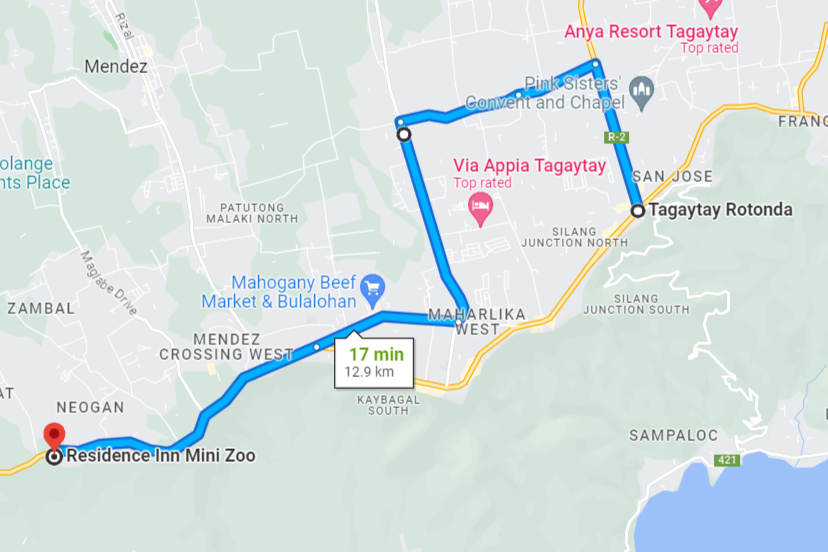 Rizal
Mendez
Anya Resort Tagaytay
Top rated
Pink Sisters'
Convent and Chapel
FRANC
R-2
olange
nts Place
Via Appia Tagaytay
Top rated
SAN JOSE
Tagaytay Rotonda
PATUTONG
MALAKI NORTH
SILANG
JUNCTION NORTH
Magabe Drive
Mahogany Beef
Market & Bulalohan
SILANG
JUNCTION SOUTH
ZAMBAL
MAHARLIKA
WEST
MENDEZ
CROSSING WEST
17 min
12.9 km
AT
NEOGAN
KAYBAGAL
SOUTH
SAMPALOC
Residence Inn Mini Zoo
421